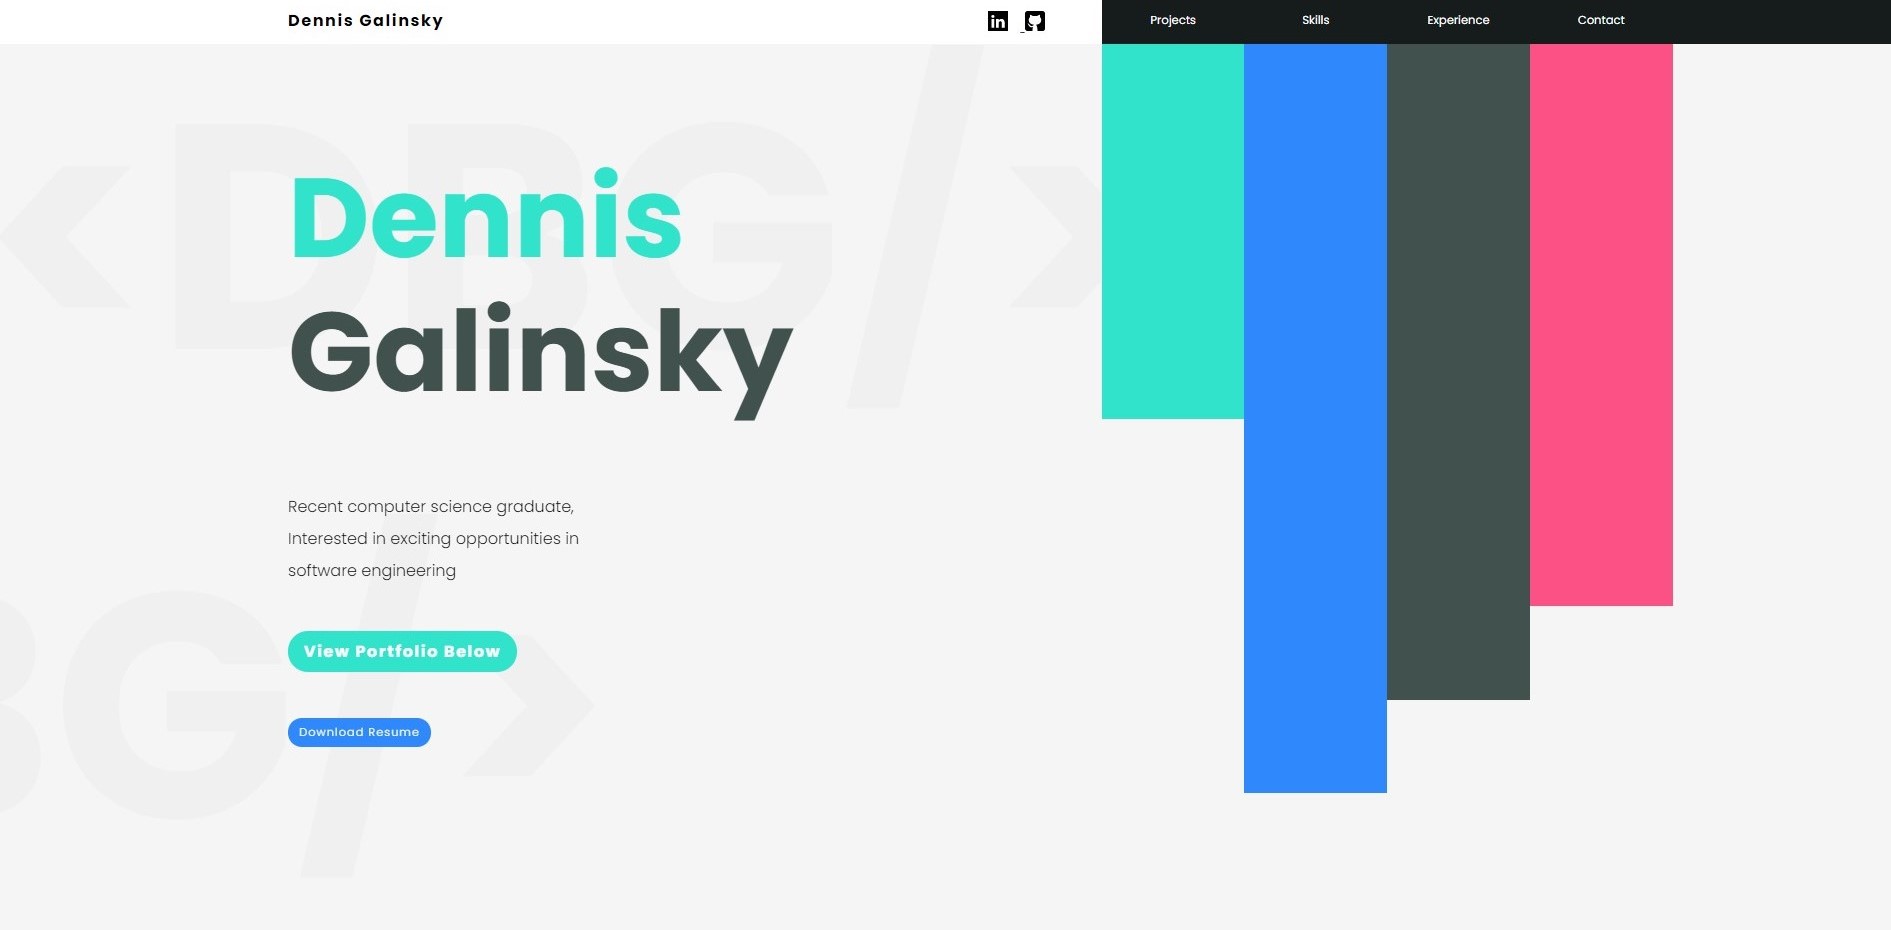 Dennis Galinsky
in
Projects
Skills
Experience
Contact
<DBG/>
Dennis
Galinsky
Recent computer science graduate,
Interested in exciting opportunities in
software engineering
View Portfolio Below
Download Resume
BG/>